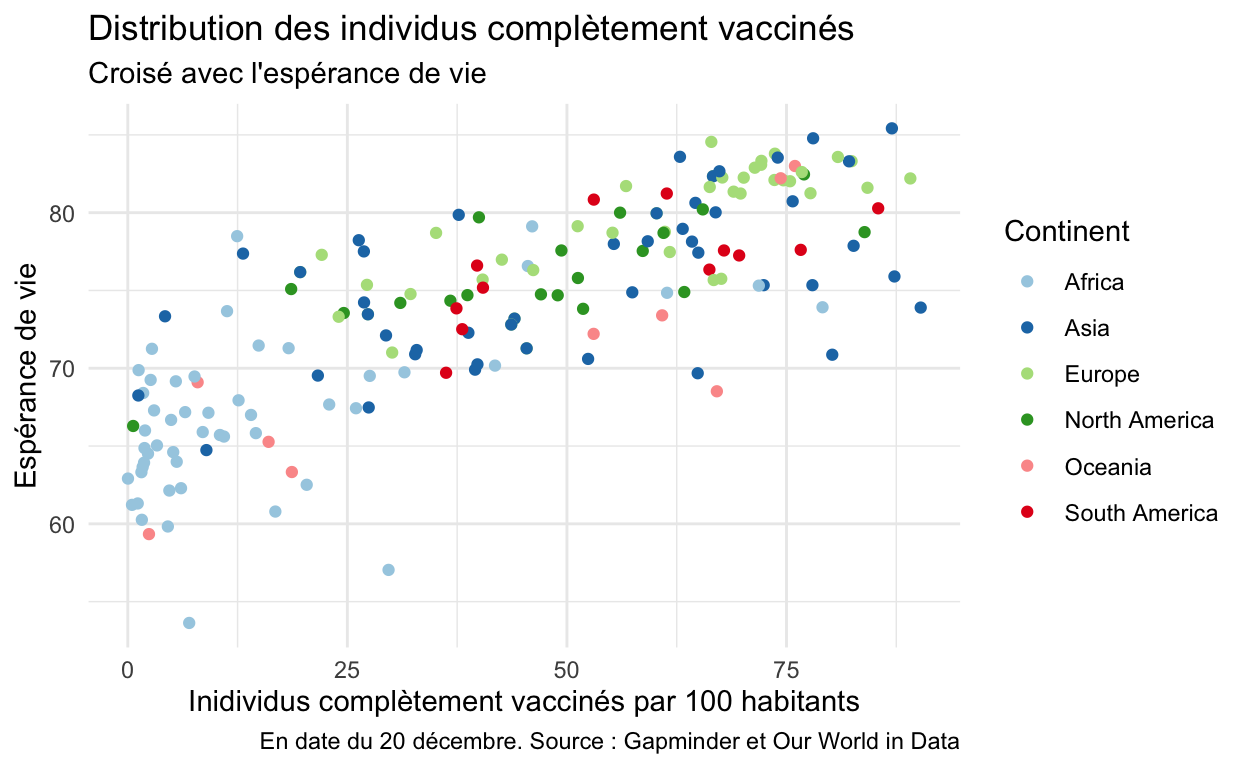 Distribution des individus complètement vaccinés
Croisé avec l'espérance de vie
Espérance de vie
80
70
60
0 25 50 75
Inidividus complètement vaccinés par 100 habitants
En date du 20 décembre. Source : Gapminder et Our World in Data
Continent
Africa
Asia
Europe
North America
Oceania
South America